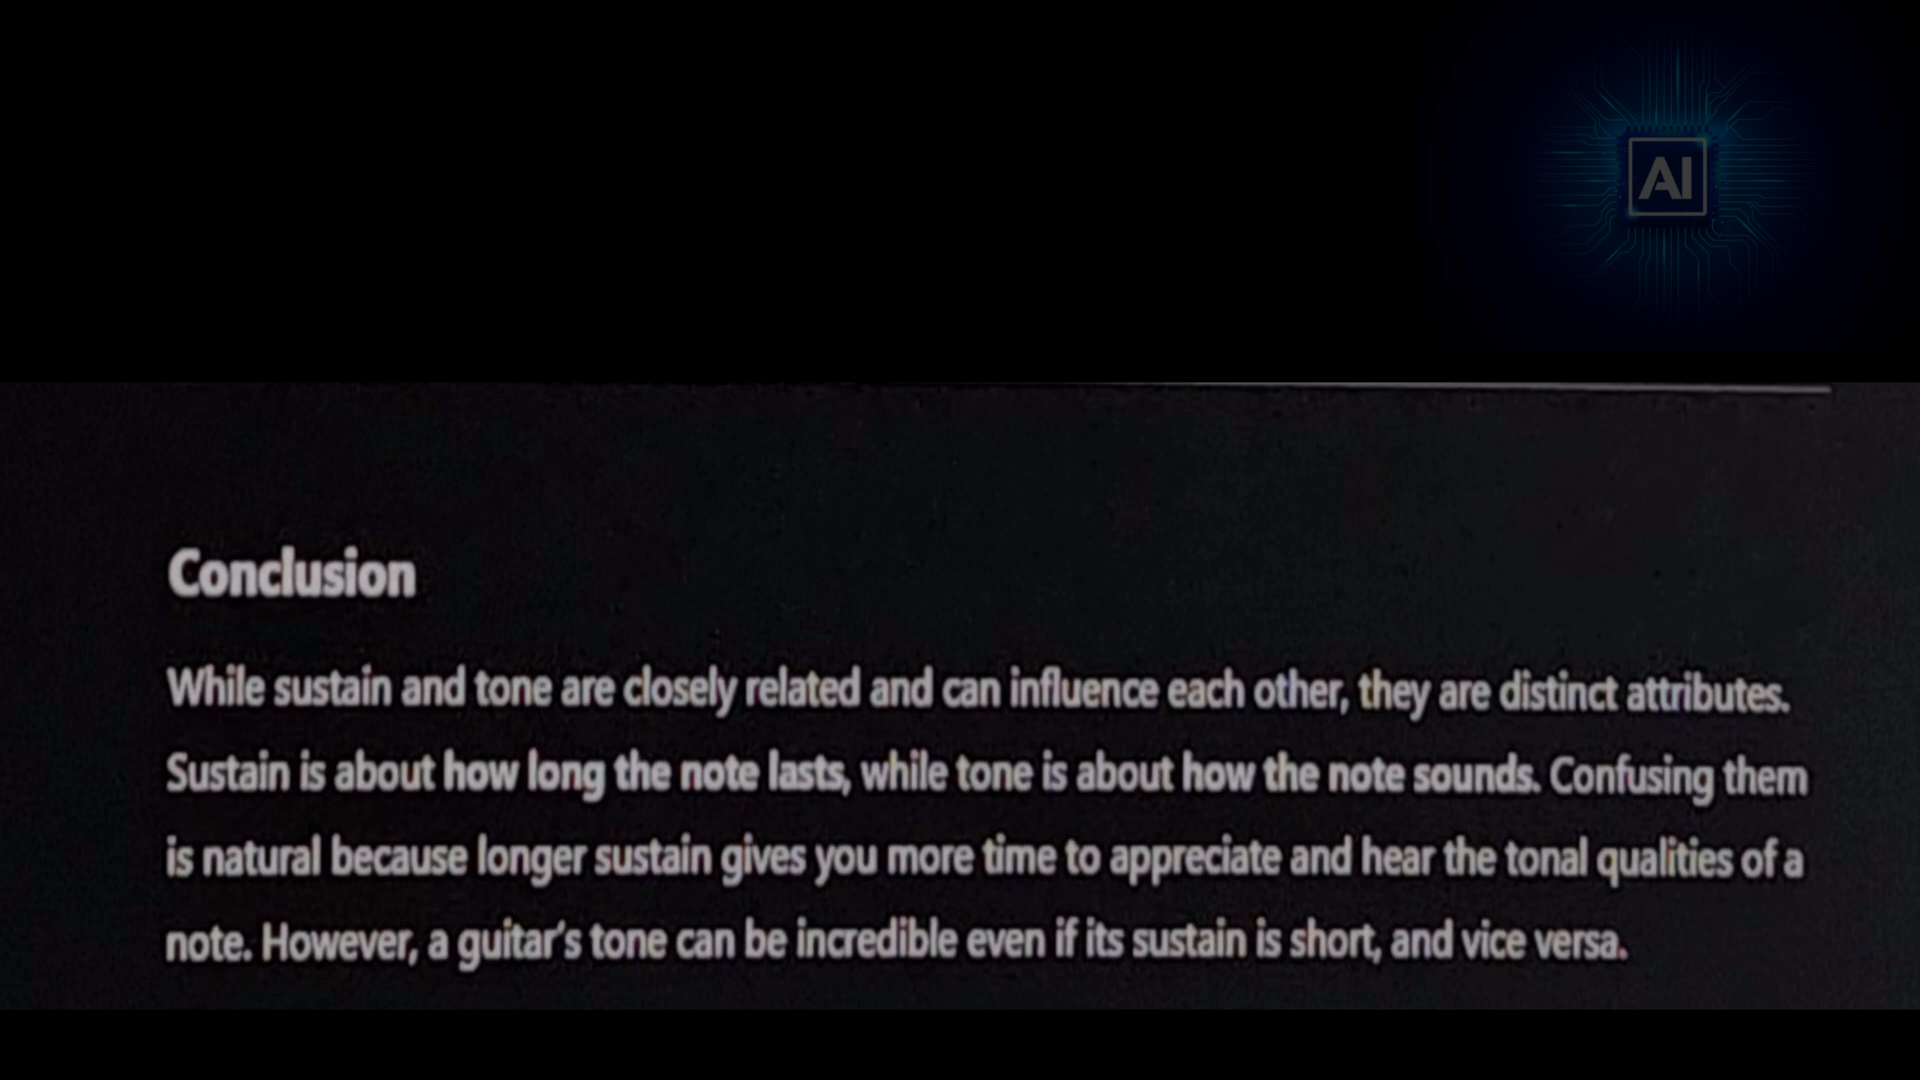 AI
Conclusion
While sustain and tone are closely related and can influence each other, they are distinct attributes.
Sustain is about how long the note lasts, while tone is about how the note sounds. Confusing them
is natural because longer sustain gives you more time to appreciate and hear the tonal qualities of a
note. However, a guitar's tone can be incredible even if its sustain is short, and vice versa.